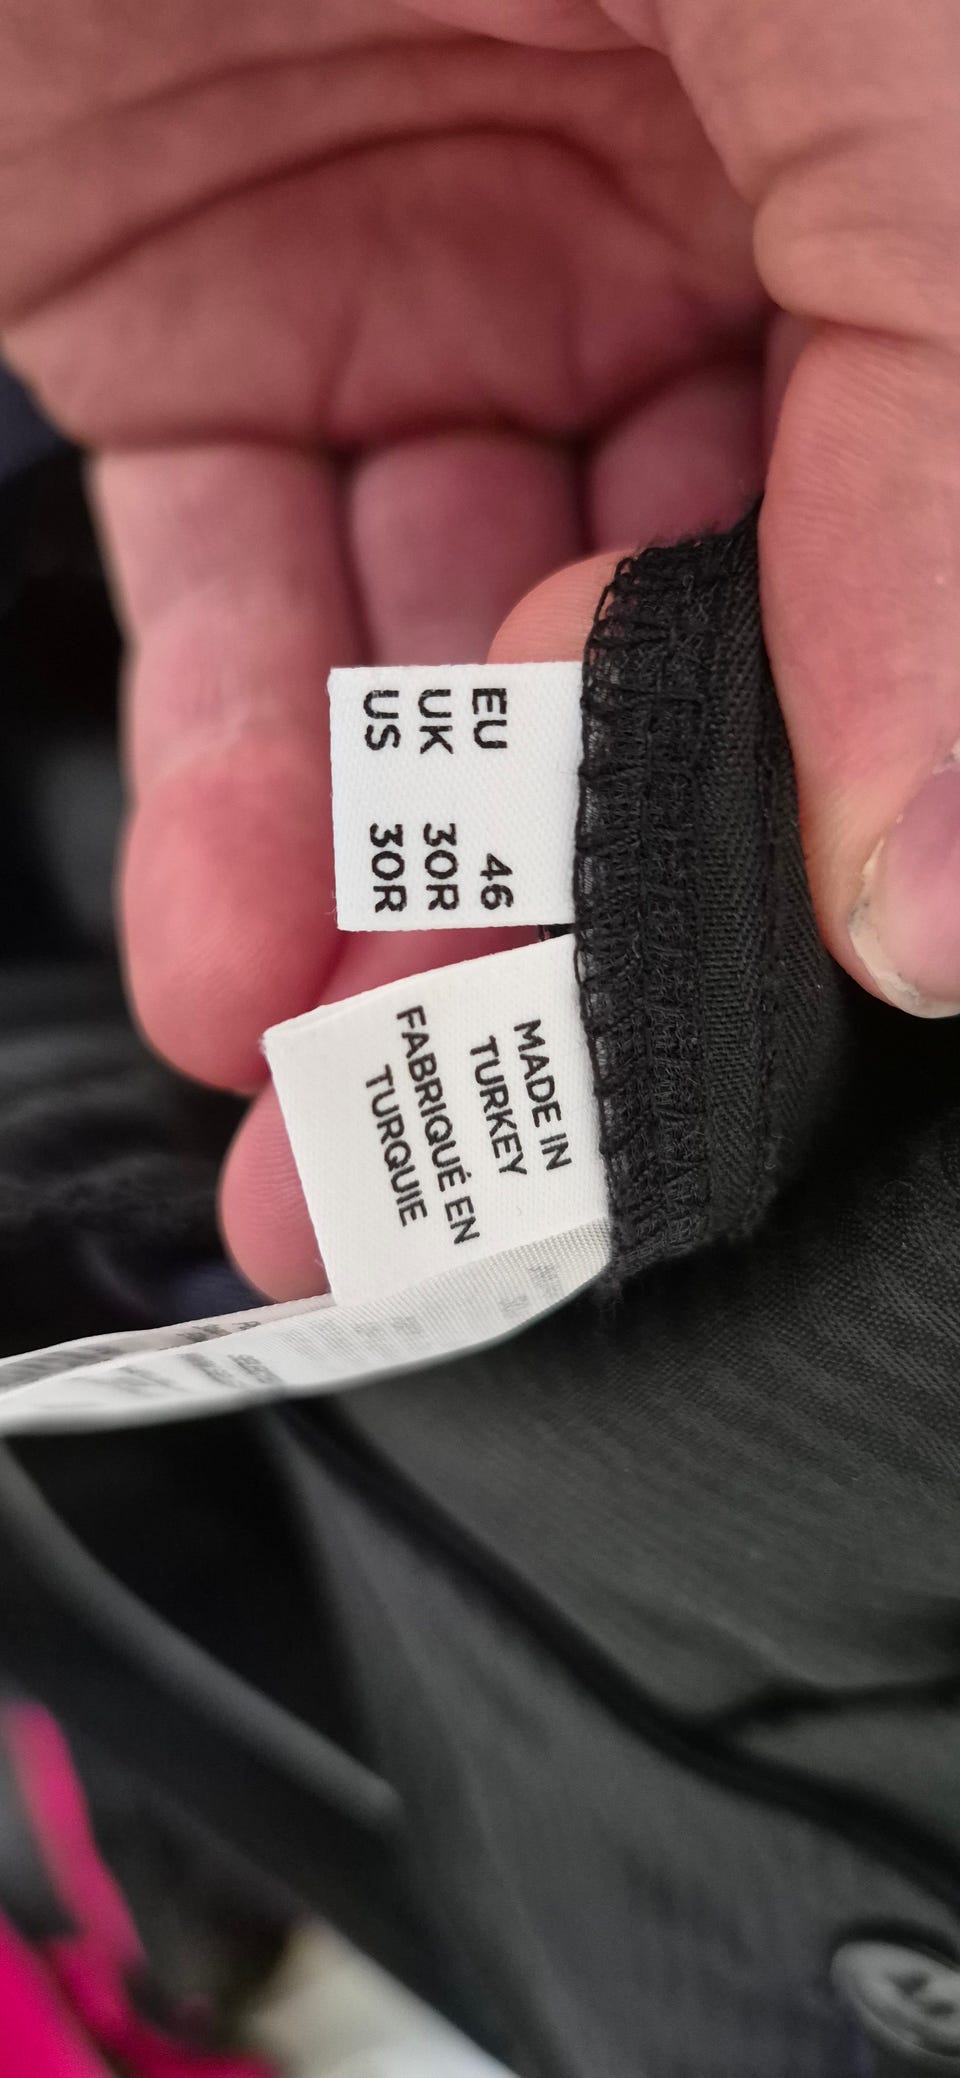 EU 46
UK 30R
US 30R
MADE IN
TURKEY
FABRIQUÉ EN
TURQUIE